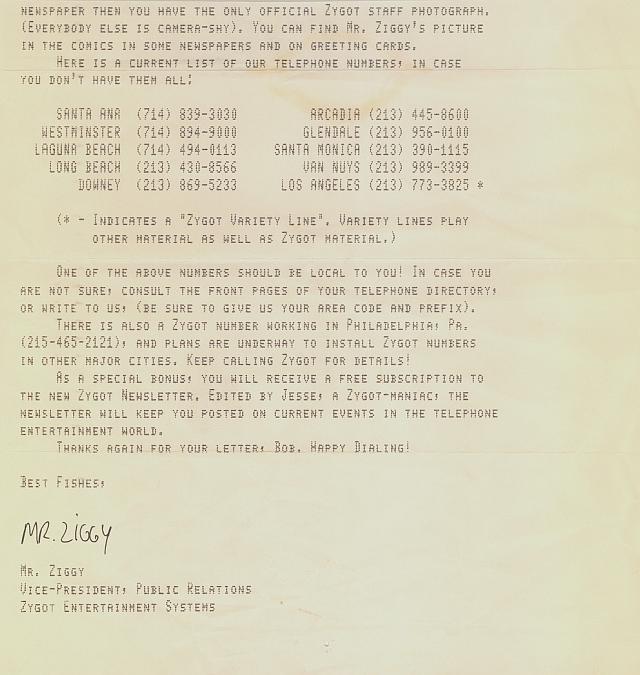 NEWSPAPER THEN YOU HAVE THE ONLY OFFICIAL ZYGOT STAFF PHOTOGRAPH.
(EVERYBODY ELSE IS CAMERA-SHY). YOU CAN FIND MR. ZIGGY'S PICTURE
IN THE COMICS IN SOME NEWSPAPERS AND ON GREETING CARDS.
HERE IS A CURRENT LIST OF OUR TELEPHONE NUMBERS, IN CASE
YOU DON'T HAVE THEM ALL:
SANTA ANA (714) 839-3030 ARCADIA (213) 445-8600
WESTMINSTER (714) 894-9000 GLENDALE (213) 956-0100
LAGUNA BEACH (714) 494-0113 SANTA MONICA (213) 390-1115
LONG BEACH (213) 430-8566 VAN NUYS (213) 989-3399
DOWNEY (213) 869-5233 LOS ANGELES (213) 773-3825 *
(* - INDICATES A "ZYGOT VARIETY LINE". VARIETY LINES PLAY
OTHER MATERIAL AS WELL AS ZYGOT MATERIAL.)
ONE OF THE ABOVE NUMBERS SHOULD BE LOCAL TO YOU! IN CASE YOU
ARE NOT SURE, CONSULT THE FRONT PAGES OF YOUR TELEPHONE DIRECTORY,
OR WRITE TO US, (BE SURE TO GIVE US YOUR AREA CODE AND PREFIX).
THERE IS ALSO A ZYGOT NUMBER WORKING IN PHILADELPHIA, PA.
(215-465-2121), AND PLANS ARE UNDERWAY TO INSTALL ZYGOT NUMBERS
IN OTHER MAJOR CITIES. KEEP CALLING ZYGOT FOR DETAILS!
AS A SPECIAL BONUS, YOU WILL RECEIVE A FREE SUBSCRIPTION TO
THE NEW ZYGOT NEWSLETTER. EDITED BY JESSE, A ZYGOT-MANIAC, THE
NEWSLETTER WILL KEEP YOU POSTED ON CURRENT EVENTS IN THE TELEPHONE
ENTERTAINMENT WORLD.
THANKS AGAIN FOR YOUR LETTER, BOB. HAPPY DIALING!
BEST FISHES,
MR. ZIGGY
MR. ZIGGY
VICE-PRESIDENT, PUBLIC RELATIONS
ZYGOT ENTERTAINMENT SYSTEMS